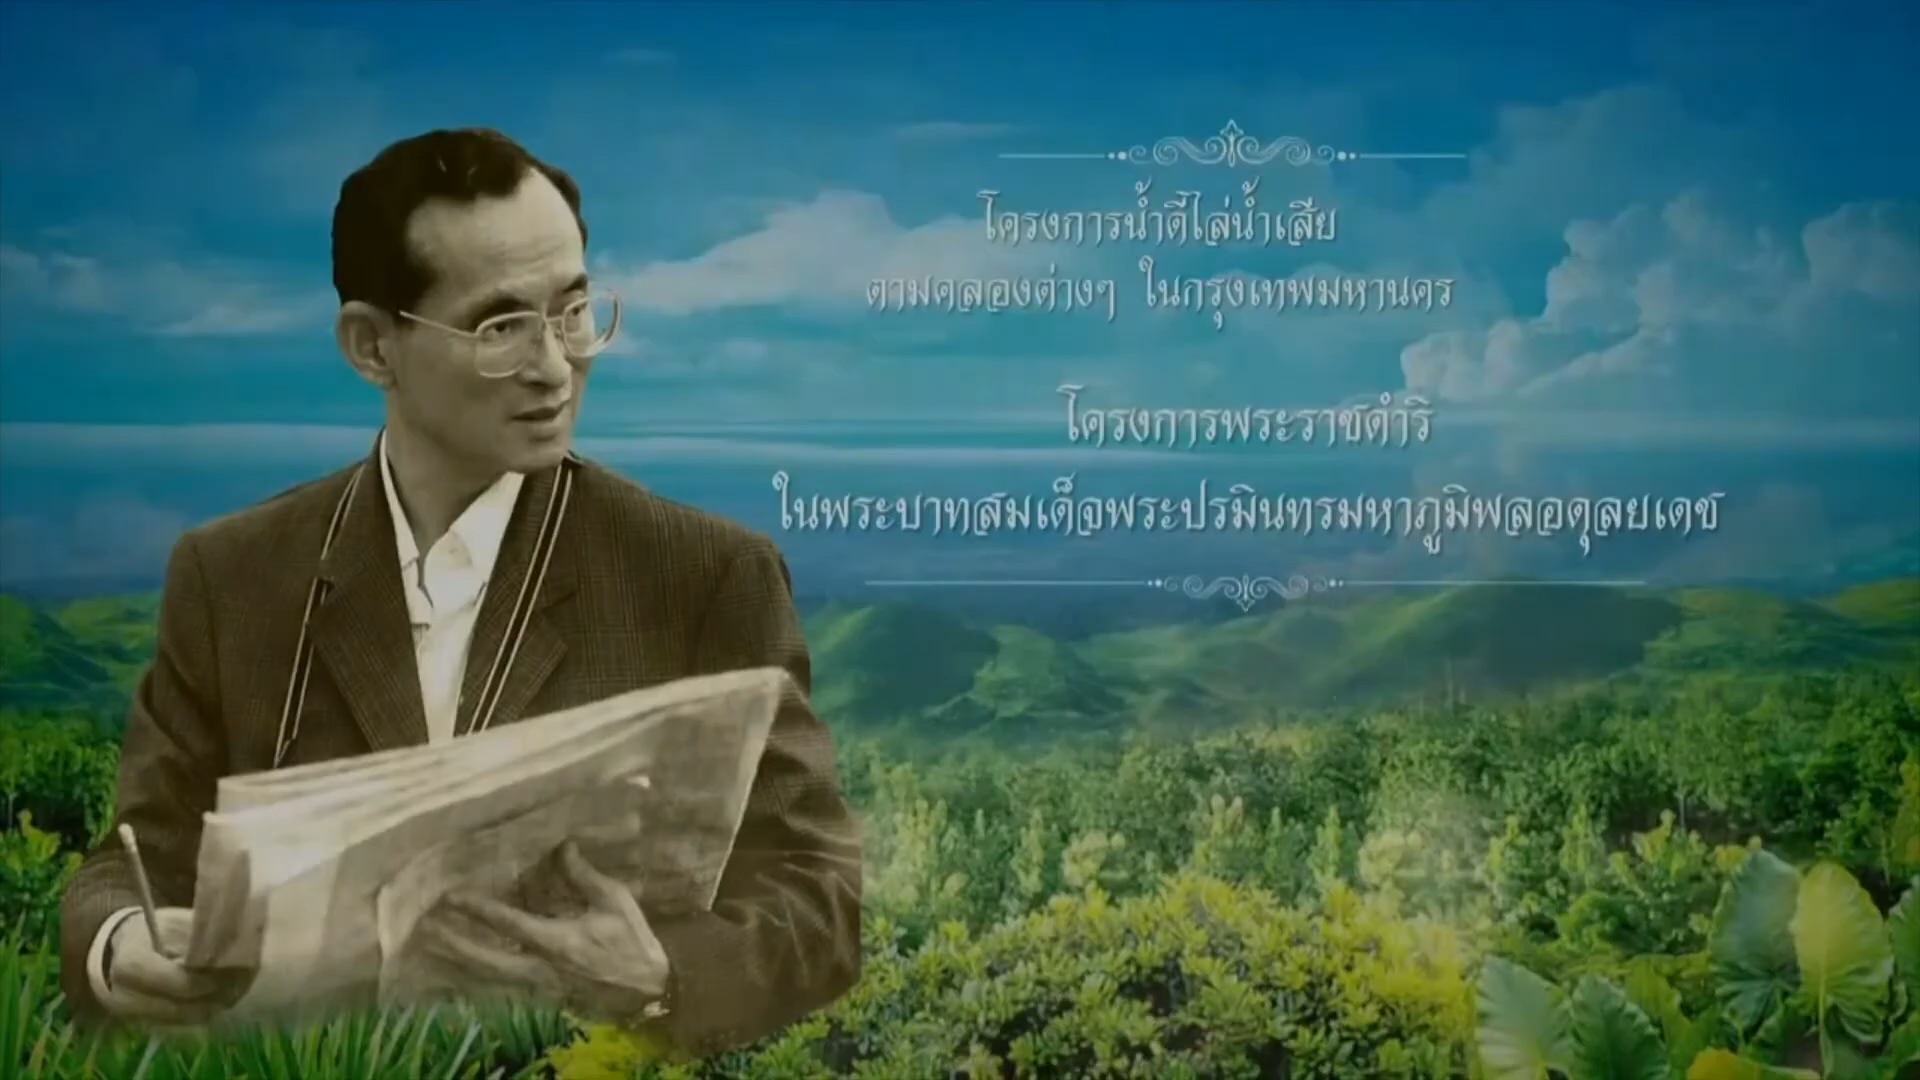 โครงการน้ำดีไล่น้ำเสีย
ตามคลองต่างๆ ในกรุงเทพมหานคร
โครงการพระราชดำริ
ในพระบาทสมเด็จพระปรมินทรมหาภูมิพลอดุลยเดช